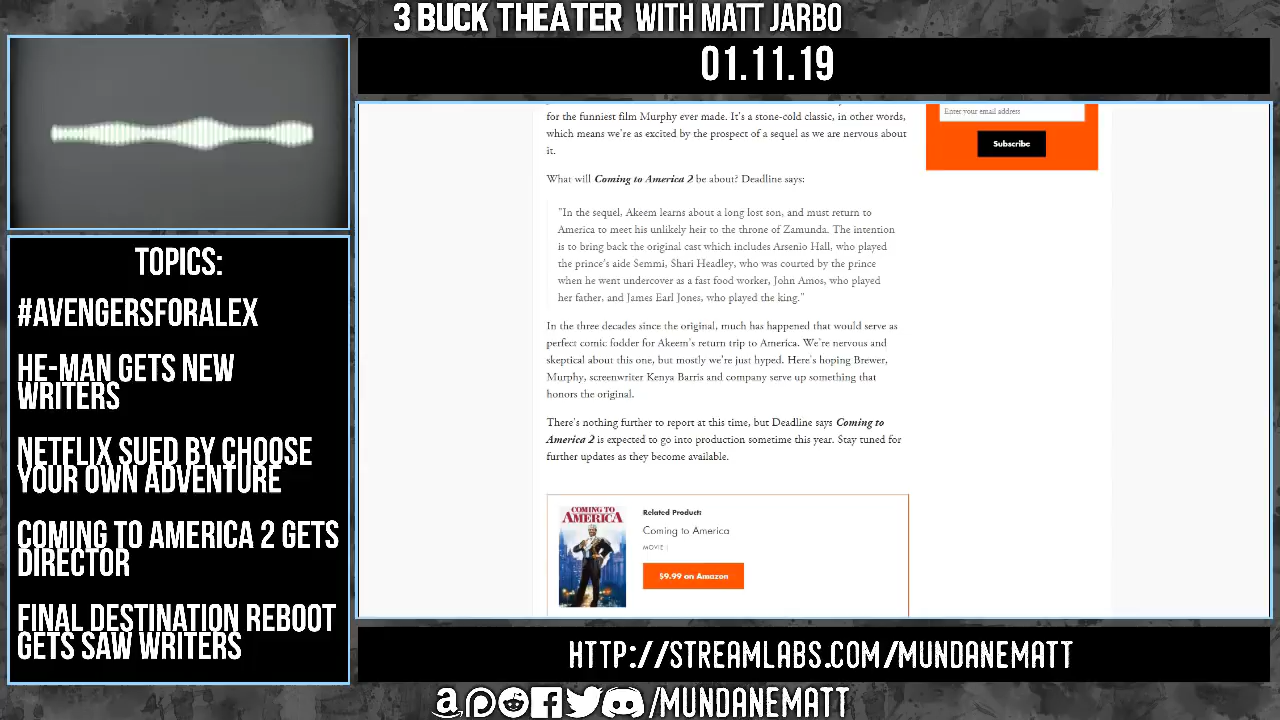 3 BUCK THEATER WITH MATT JARBO
01.11.19
TOPICS:
#AVENGERSFORALEX
HE-MAN GETS NEW
WRITERS
NETFLIX SUED BY CHOOSE
YOUR OWN ADVENTURE
COMING TO AMERICA 2 GETS
DIRECTOR
FINAL DESTINATION REBOOT
GETS SAW WRITERS
for the funniest film Murphy ever made. It's a stone-cold classic, in other words,
which means we're as excited by the prospect of a sequel as we are nervous about
it.
What will Coming to America 2 be about? Deadline says:
"In the sequel, Akeem learns about a long lost son, and must return to
America to meet his unlikely heir to the throne of Zamunda. The intention
is to bring back the original cast which includes Arsenio Hall, who played
the prince's aide Semmi, Shari Headley, who was courted by the prince
when he went undercover as a fast food worker, John Amos, who played
her father, and James Earl Jones, who played the king."
In the three decades since the original, much has happened that would serve as
perfect comic fodder for Akeem's return trip to America. We're nervous and
skeptical about this one, but mostly we're just hyped. Here's hoping Brewer,
Murphy, screenwriter Kenya Barris and company serve up something that
honors the original.
There's nothing further to report at this time, but Deadline says Coming to
America 2 is expected to go into production sometime this year. Stay tuned for
further updates as they become available.
COMING TO
AMERICA
Related Products
Coming to America
MOVIE |
$9.99 on Amazon
Enter your email address
Subscribe
HTTP://STREAMLABS.COM/MUNDANEMATT
/MUNDANEMATT